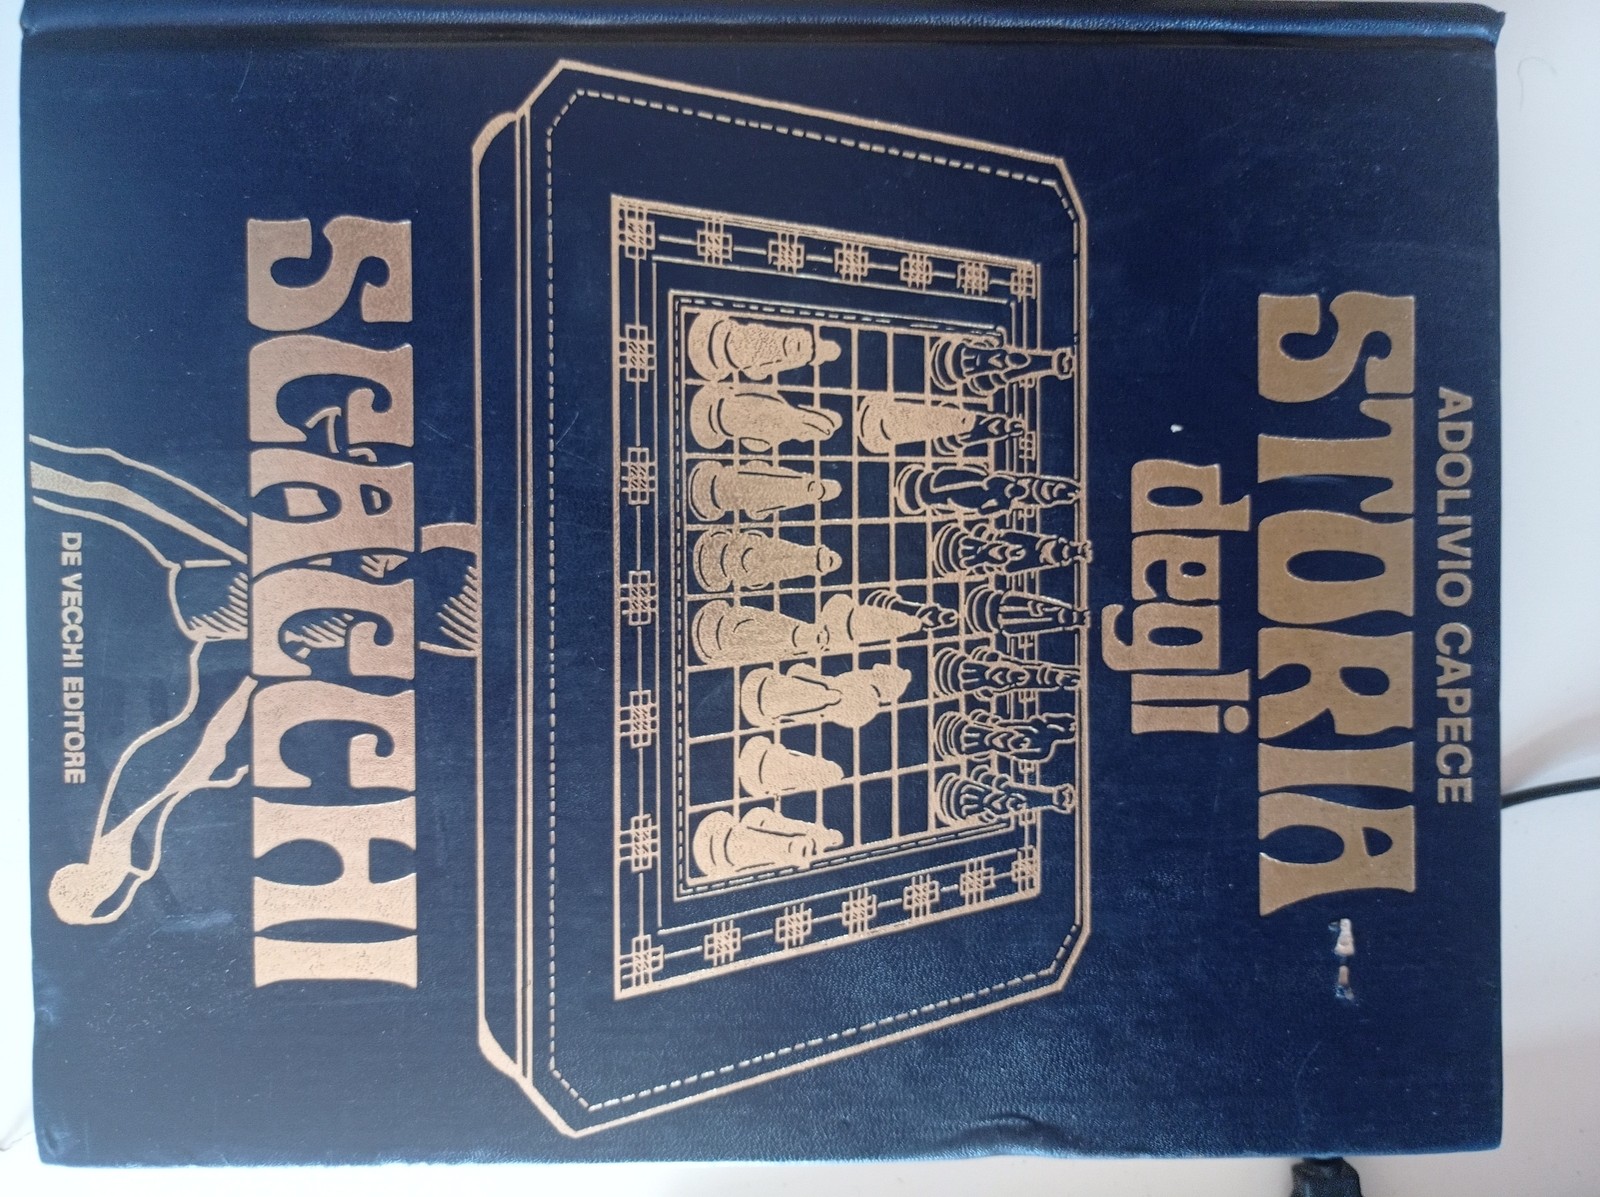 ADOLIVIO CAPECE
STORIA
degli
SCACCHI
DE VECCHI EDITORE